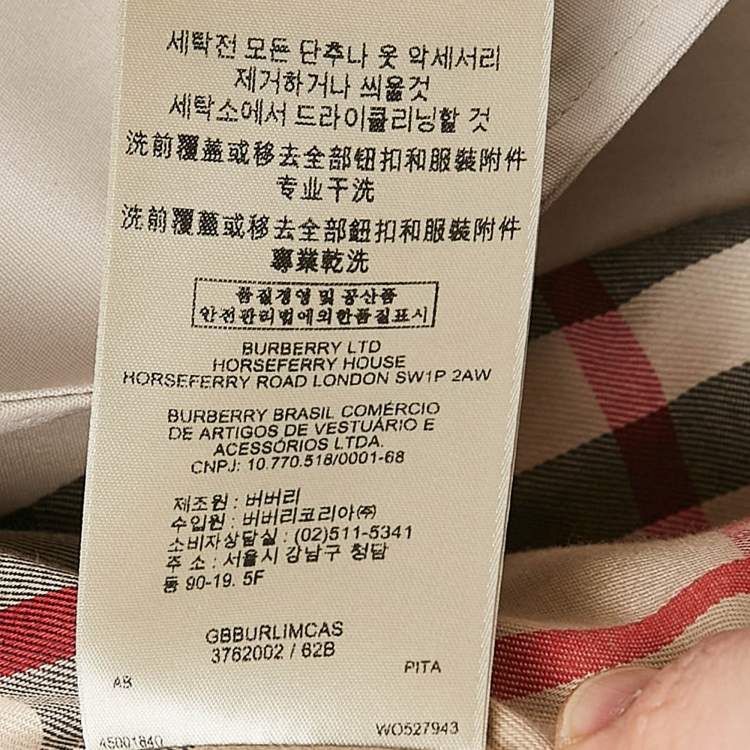 세탁전 모든 단추나 옷 악세서리
제거하거나 씌울것
세탁소에서 드라이클리닝할 것
洗前覆盖或移去全部钮扣和服装附件
专业干洗
洗前覆蓋或移去全部鈕扣和服裝附件
專業乾洗
품질경영 및 공산품
안전관리법에의한품질표시
BURBERRY LTD
HORSEFERRY HOUSE
HORSEFERRY ROAD LONDON SW1P 2AW
BURBERRY BRASIL COMÉRCIO
DE ARTIGOS DE VESTUÁRIO E
ACESSÓRIOS LTDA.
CNPJ: 10.770.518/0001-68
제조원 : 버버리
수입원 : 버버리코리아㈜
소비자상담실 : (02)511-5341
주 소 : 서울시 강남구 청담
동 90-19. 5F
GBBURLIMCAS
3762002 / 62B
AB PITA
45001840 WO527943